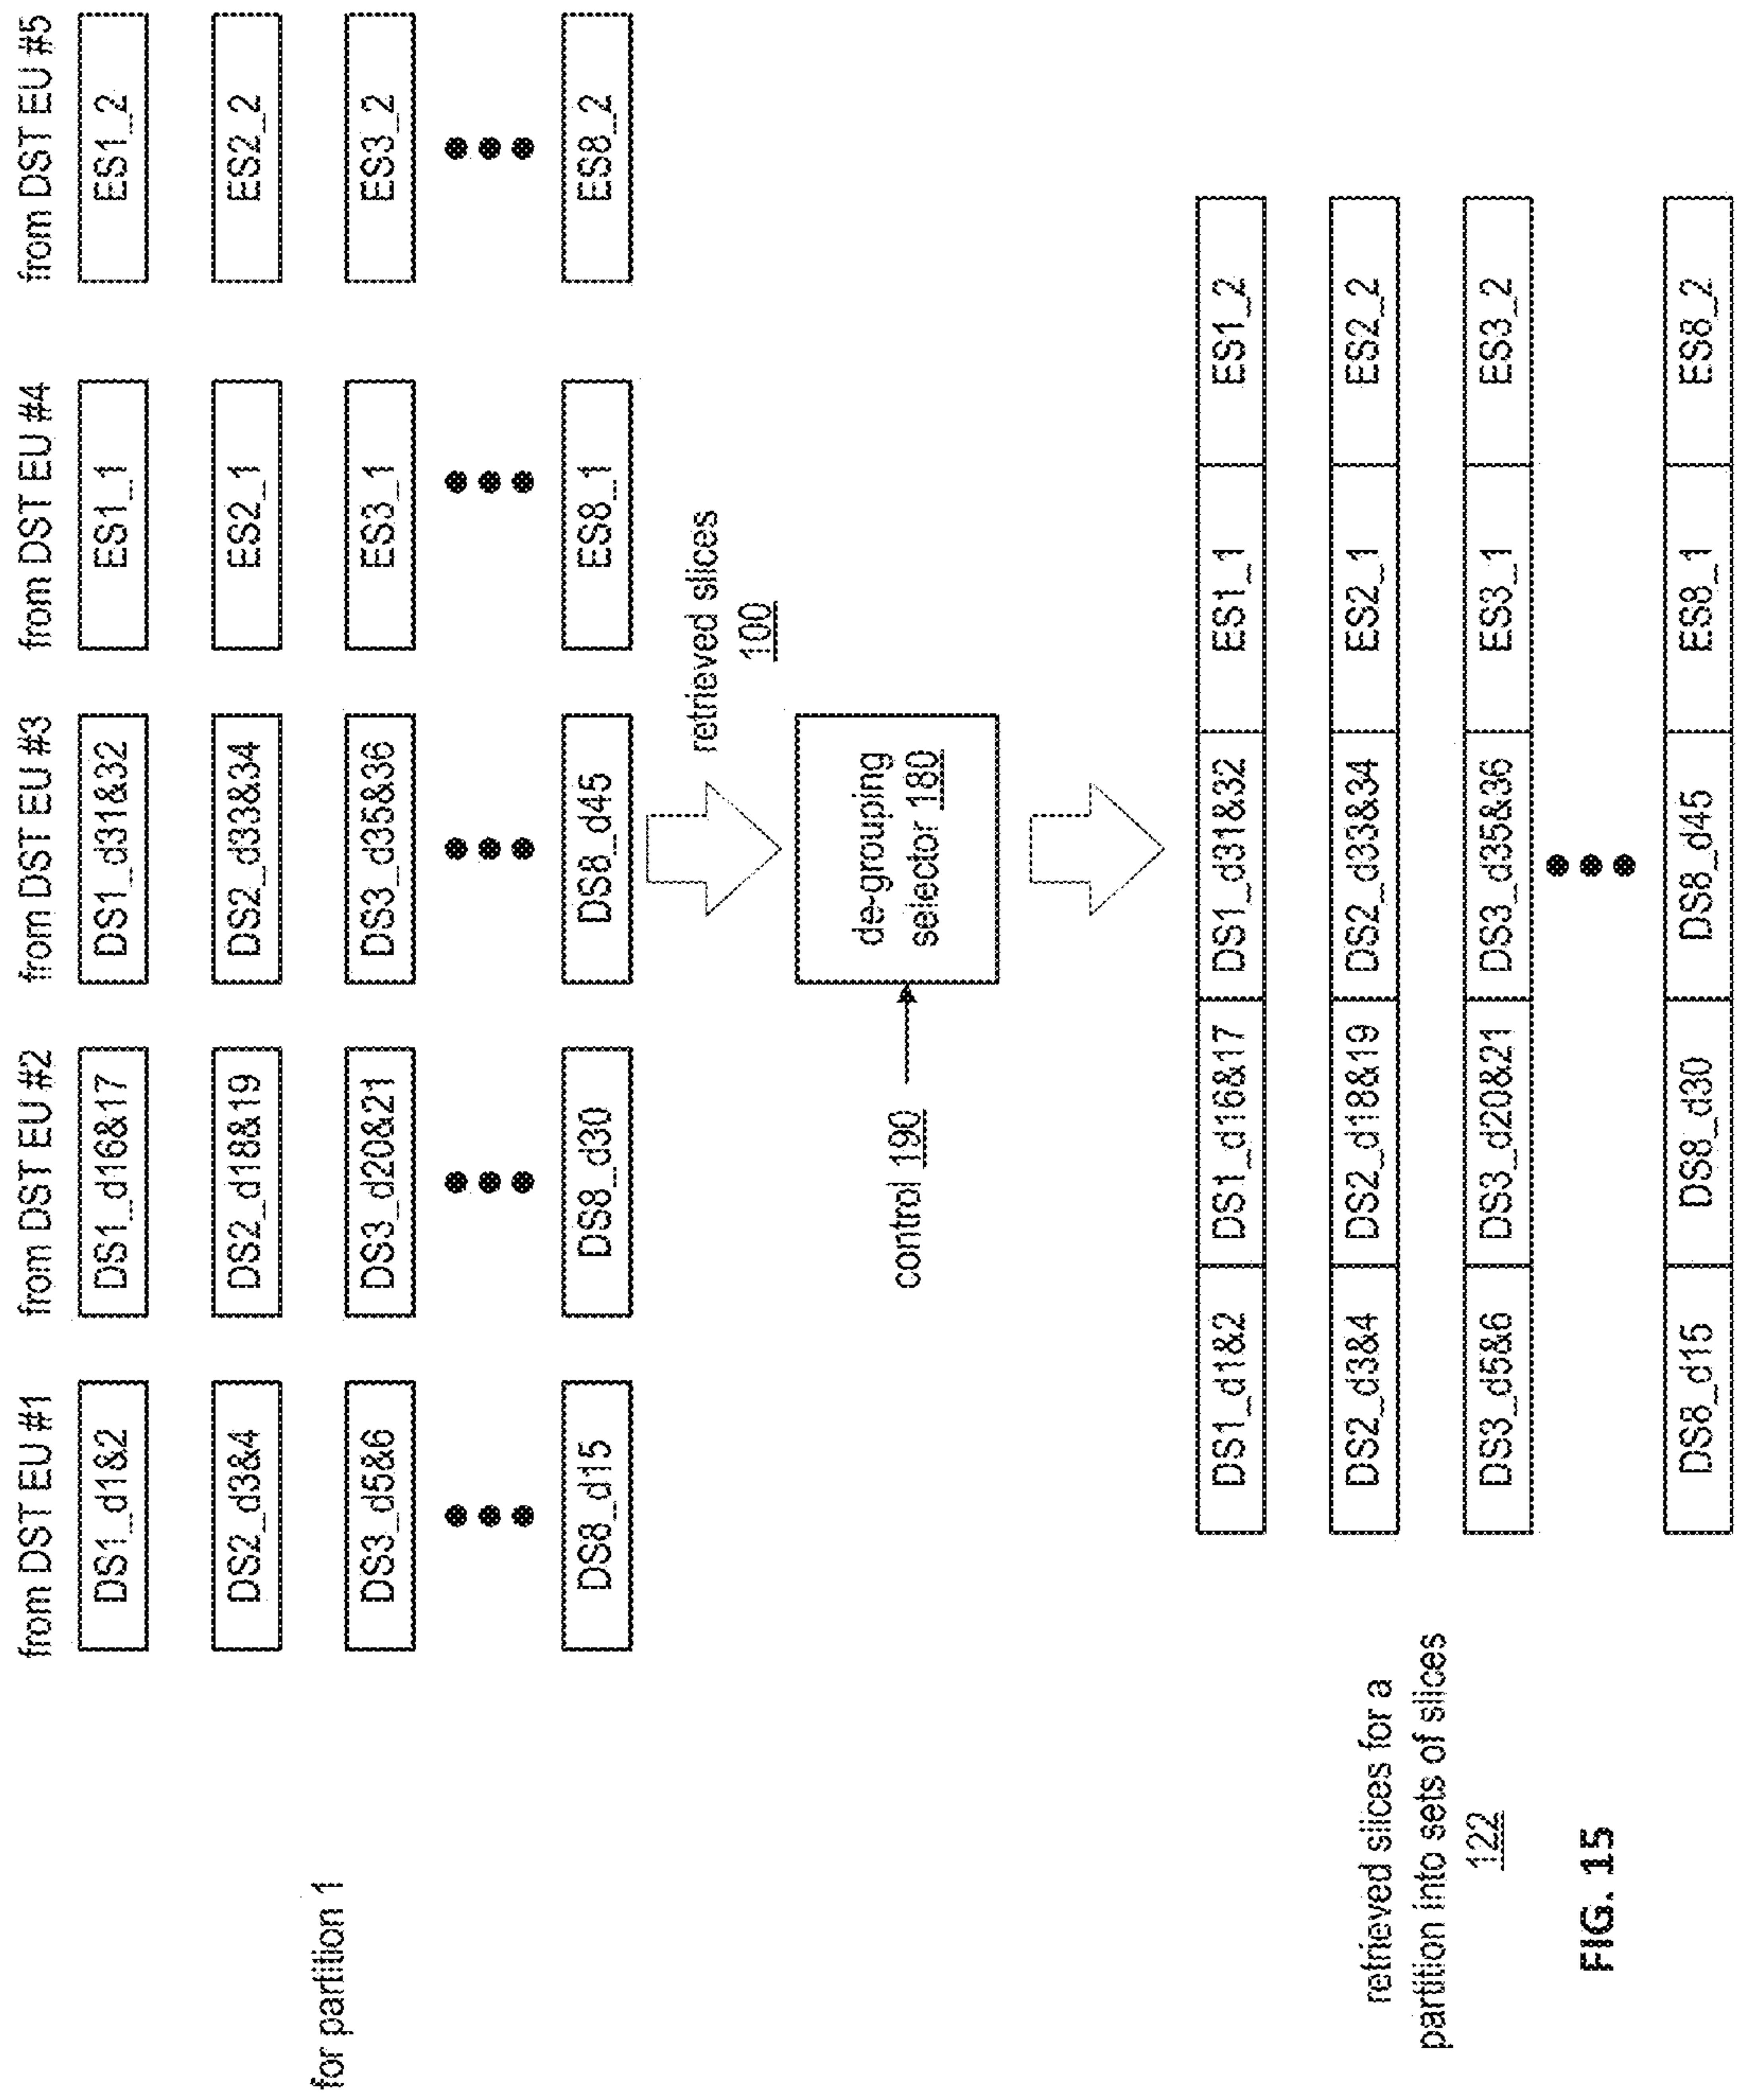 for partition 1
from DST EU #1
DS1_d1&2
DS2_d3&4
DS3_d5&6
DS8_d15
from DST EU #2
DS1_d16&17
DS2_d18&19
DS3_d20&21
DS8_d30
from DST EU #3
DS1_d31&32
DS2_d33&34
DS3_d35&36
DS8_d45
from DST EU #4
ES1_1
ES2_1
ES3_1
ES8_1
from DST EU #5
ES1_2
ES2_2
ES3_2
ES8_2
retrieved slices
100
control 190
de-grouping
selector 180
retrieved slices for a
partition into sets of slices
122
DS1_d1&2 DS1_d16&17 DS1_d31&32 ES1_1 ES1_2
DS2_d3&4 DS2_d18&19 DS2_d33&34 ES2_1 ES2_2
DS3_d5&6 DS3_d20&21 DS3_d35&36 ES3_1 ES3_2
DS8_d15 DS8_d30 DS8_d45 ES8_1 ES8_2
FIG. 15